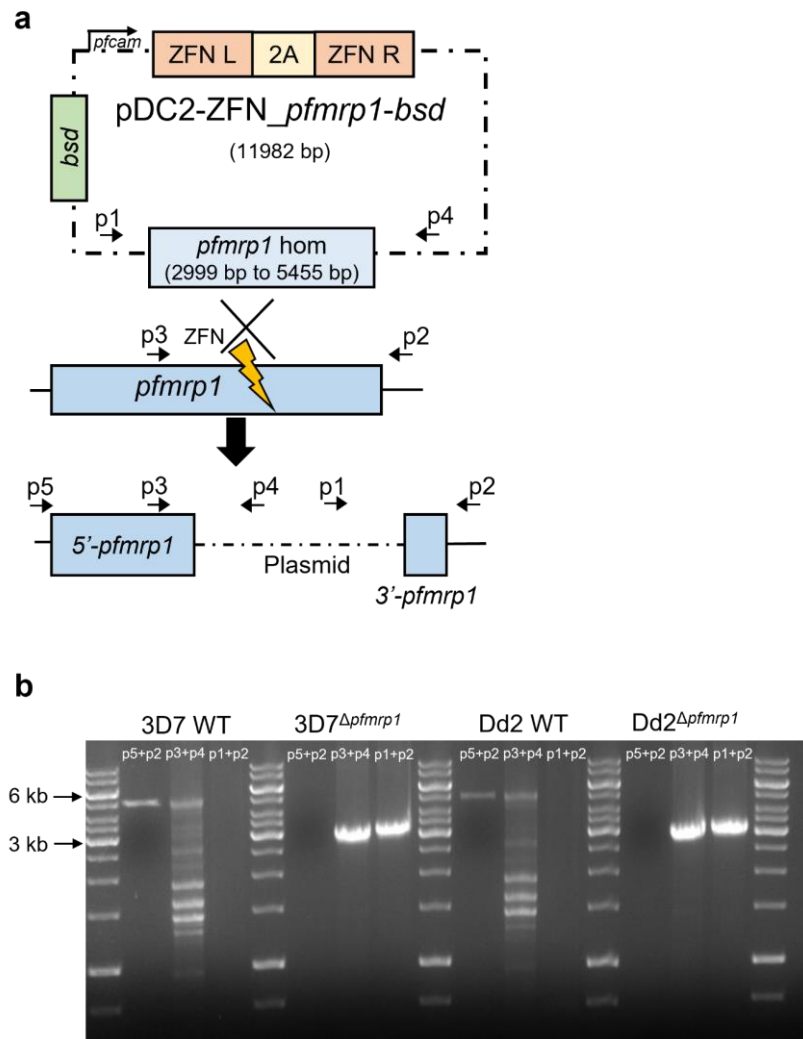 a
pfcam
ZFN L 2A ZFN R
pDC2-ZFN_pfmrp1-bsd
(11982 bp)
bsd
p1
p4
pfmrp1 hom
(2999 bp to 5455 bp)
p3
ZFN
p2
pfmrp1
p5
p3
p4
p1
p2
5'-pfmrp1
Plasmid
3'-pfmrp1
b
3D7 WT 3D7Δpfmrp1 Dd2 WT Dd2Δpfmrp1
p5+p2 p3+p4 p1+p2 p5+p2 p3+p4 p1+p2 p5+p2 p3+p4 p1+p2 p5+p2 p3+p4 p1+p2
6 kb
3 kb